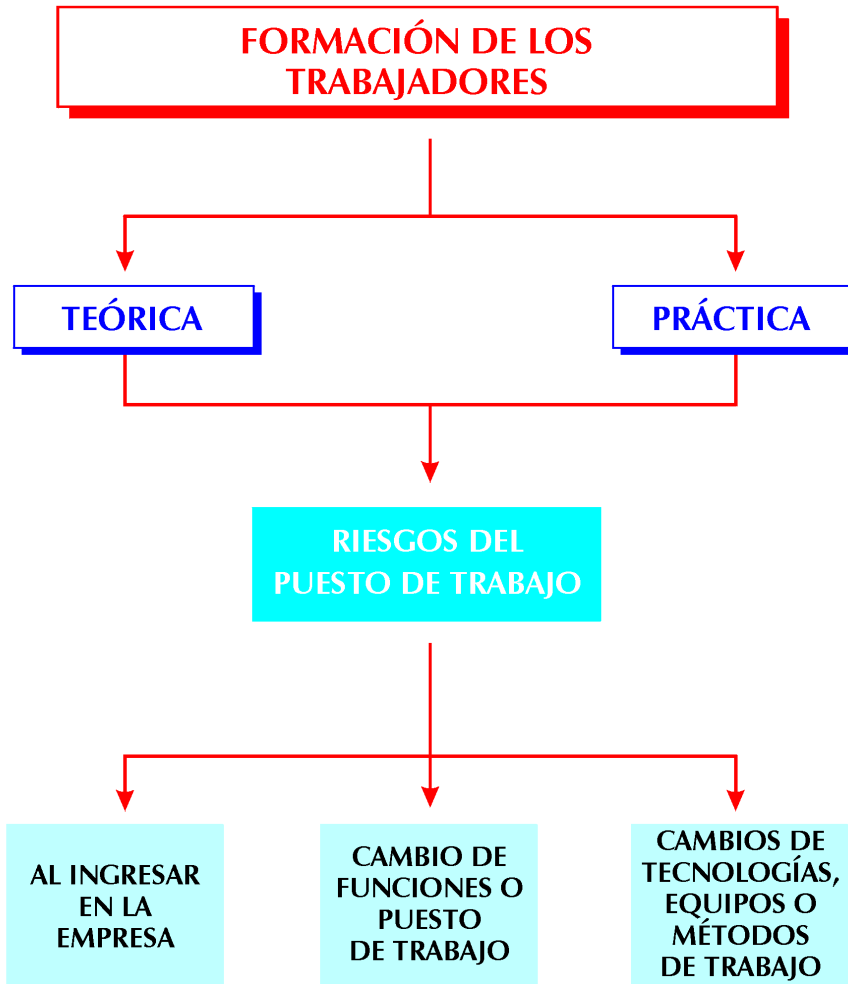 FORMACIÓN DE LOS
TRABAJADORES
TEÓRICA
PRÁCTICA
RIESGOS DEL
PUESTO DE TRABAJO
AL INGRESAR
EN LA
EMPRESA
CAMBIO DE
FUNCIONES O
PUESTO
DE TRABAJO
CAMBIOS DE
TECNOLOGÍAS,
EQUIPOS O
MÉTODOS
DE TRABAJO